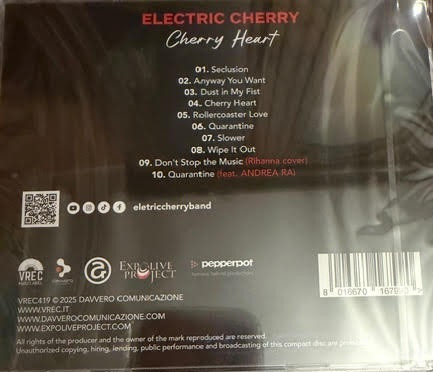 ELECTRIC CHERRY
Cherry Heart
01. Seclusion
02. Anyway You Want
03. Dust in My Fist
04. Cherry Heart
05. Rollercoaster Love
06. Quarantine
07. Slower
08. Wipe It Out
09. Don't Stop the Music (Rihanna cover)
10. Quarantine (feat. ANDREA RA)
eletriccherryband
VREC
davvero
EXPOLIVE
PROJECT
pepperpot
VREC419 © 2025 DAVVERO COMUNICAZIONE
WWW.VREC.IT
WWW.DAVVEROCOMUNICAZIONE.COM
WWW.EXPOLIVEPROJECT.COM
All rights of the producer and the owner of the mark reproduced are reserved.
Unauthorized copying, hiring, lending, public performance and broadcasting of this compact disc are